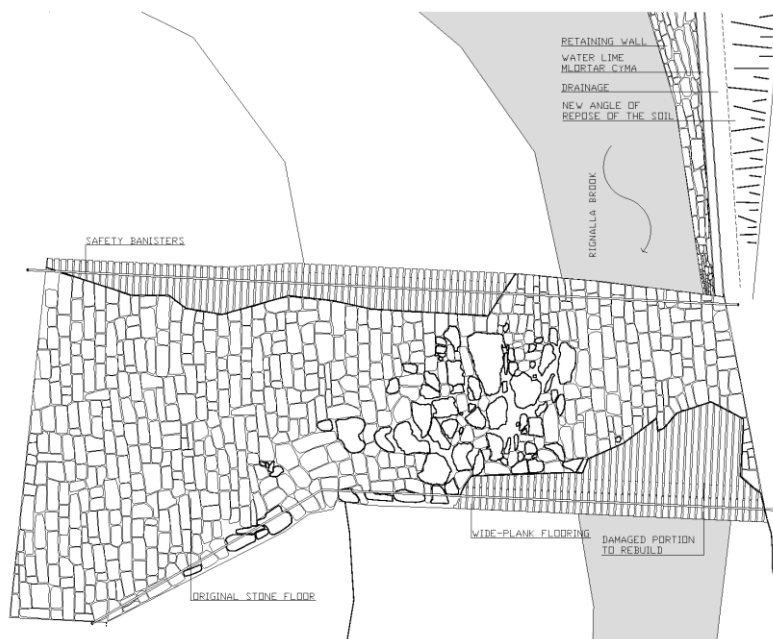 RETAINING WALL
WATER LIME
MLORTAR CYMA
DRAINAGE
NEW ANGLE OF
REPOSE OF THE SOIL
RIGNALLA BROOK
SAFETY BANISTERS
WIDE-PLANK FLOORING
DAMAGED PORTION
TO REBUILD
ORIGINAL STONE FLOOR